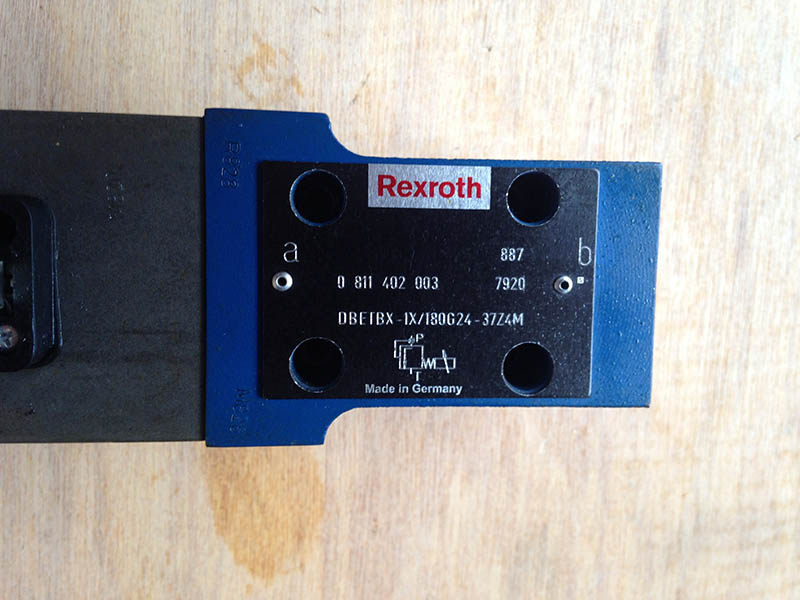 Rexroth
a
b
887
0 811 402 003
7920
DBETBX-1X/180G24-37Z4M
P
T
Made in Germany